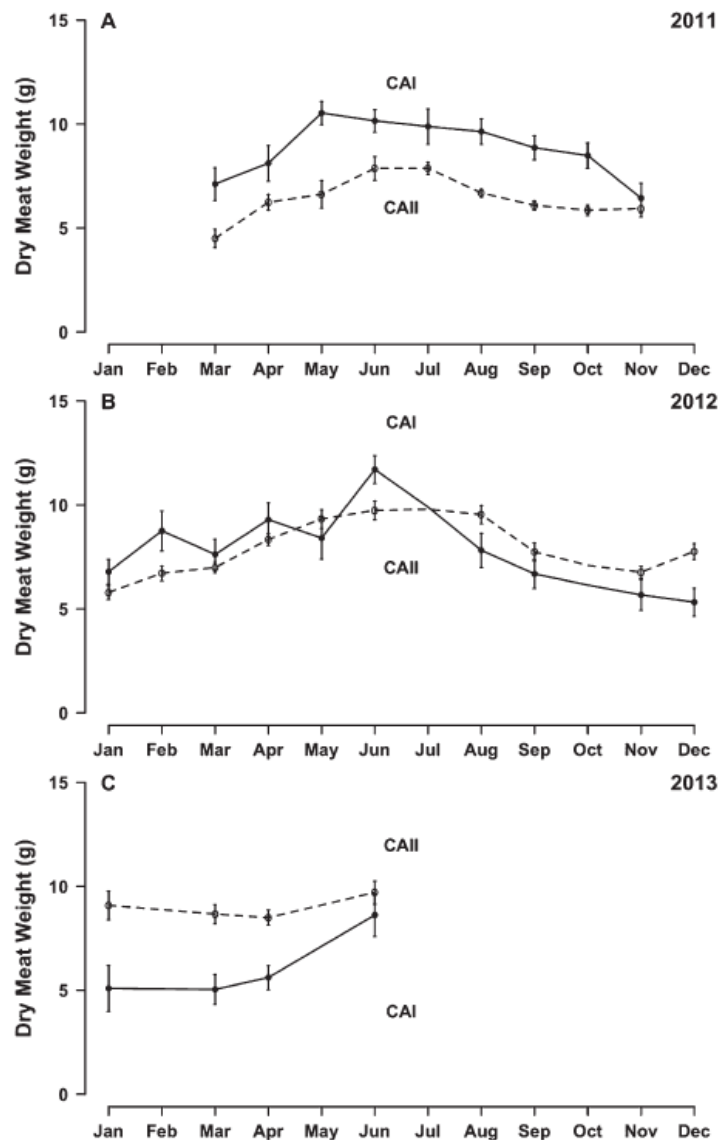 A 2011
15
10
5
0
Dry Meat Weight (g)
CAI
CAII
Jan Feb Mar Apr May Jun Jul Aug Sep Oct Nov Dec
B 2012
15
10
5
0
Dry Meat Weight (g)
CAI
CAII
Jan Feb Mar Apr May Jun Jul Aug Sep Oct Nov Dec
C 2013
15
10
5
0
Dry Meat Weight (g)
CAII
CAI
Jan Feb Mar Apr May Jun Jul Aug Sep Oct Nov Dec